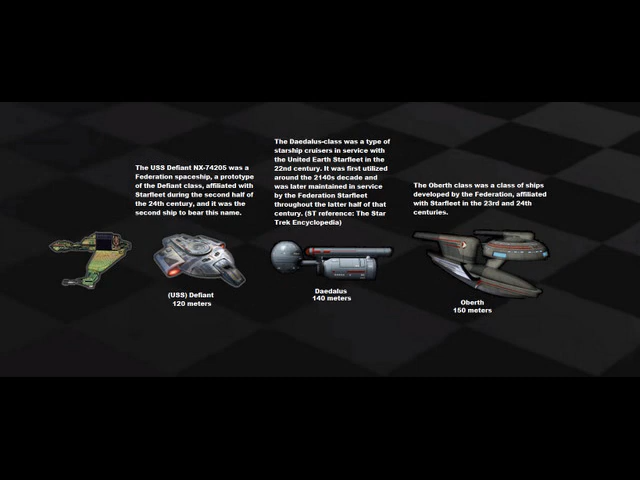 The USS Defiant NX-74205 was a
Federation spaceship, a prototype
of the Defiant class, affiliated with
Starfleet during the second half of
the 24th century, and it was the
second ship to bear this name.
(USS) Defiant
120 meters
The Daedalus-class was a type of
starship cruisers in service with
the United Earth Starfleet in the
22nd century. It was first utilized
around the 2140s decade and
was later maintained in service
by the Federation Starfleet
throughout the latter half of that
century. (ST reference: The Star
Trek Encyclopedia)
Daedalus
140 meters
The Oberth class was a class of ships
developed by the Federation, affiliated
with Starfleet in the 23rd and 24th
centuries.
Oberth
150 meters